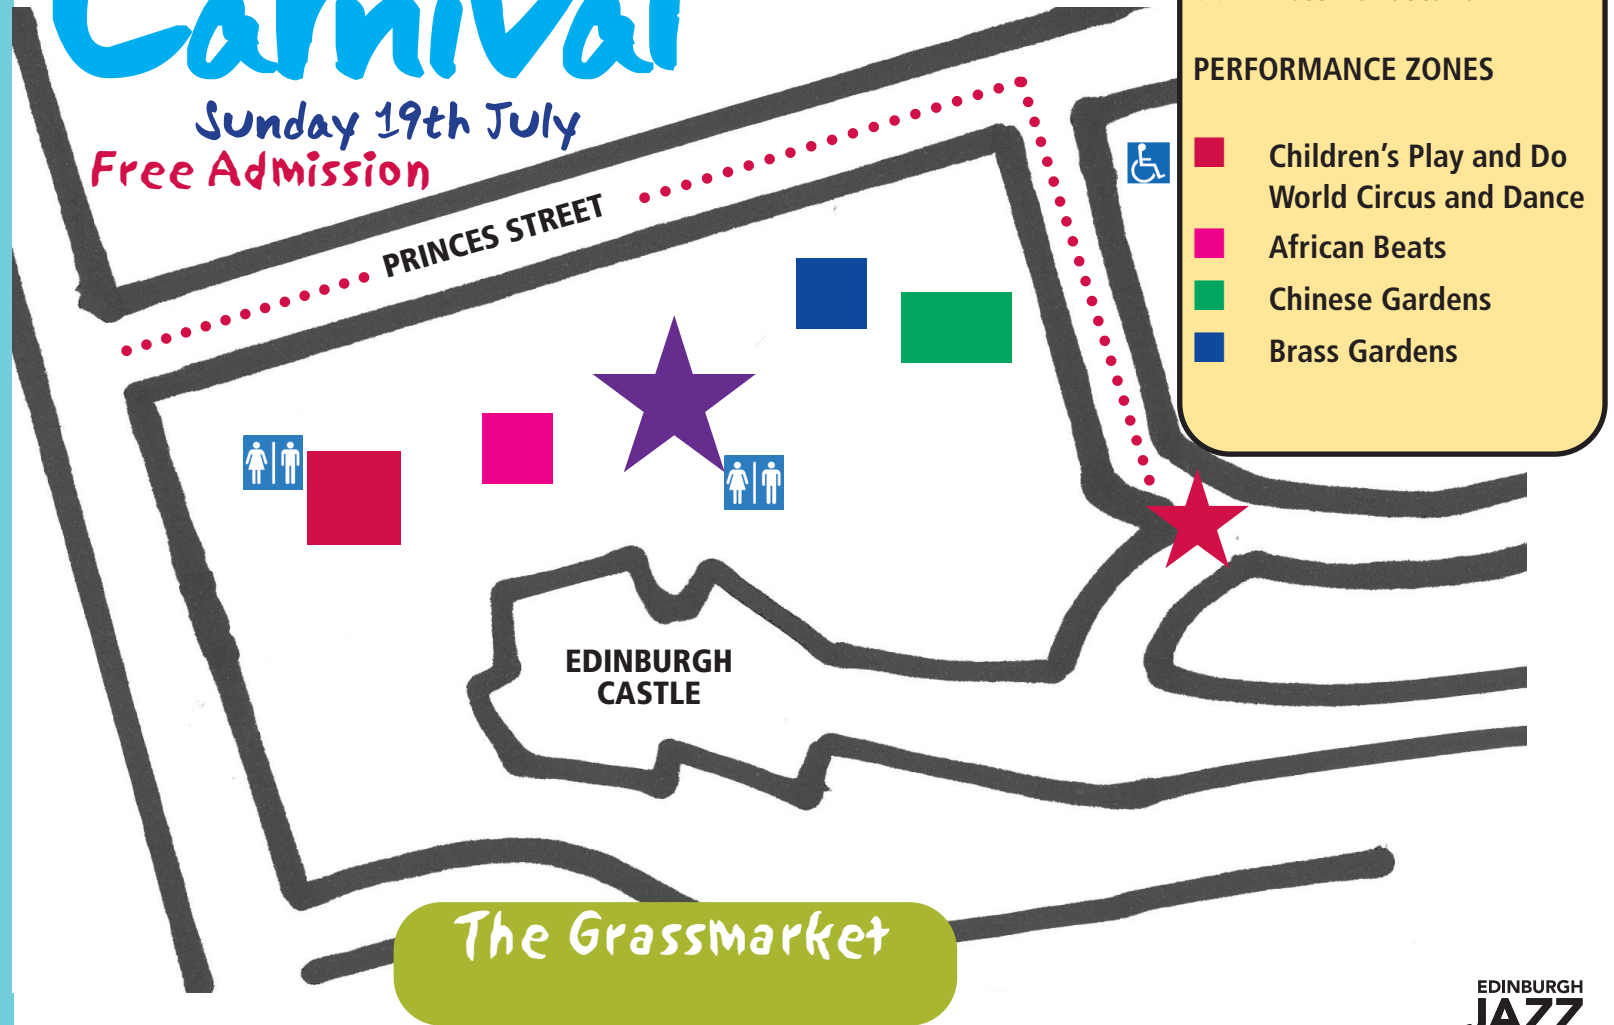 Carnival
Sunday 19th July
Free Admission
PRINCES STREET
PERFORMANCE ZONES
Children's Play and Do
World Circus and Dance
African Beats
Chinese Gardens
Brass Gardens
EDINBURGH
CASTLE
The Grassmarket
EDINBURGH
JAZZ